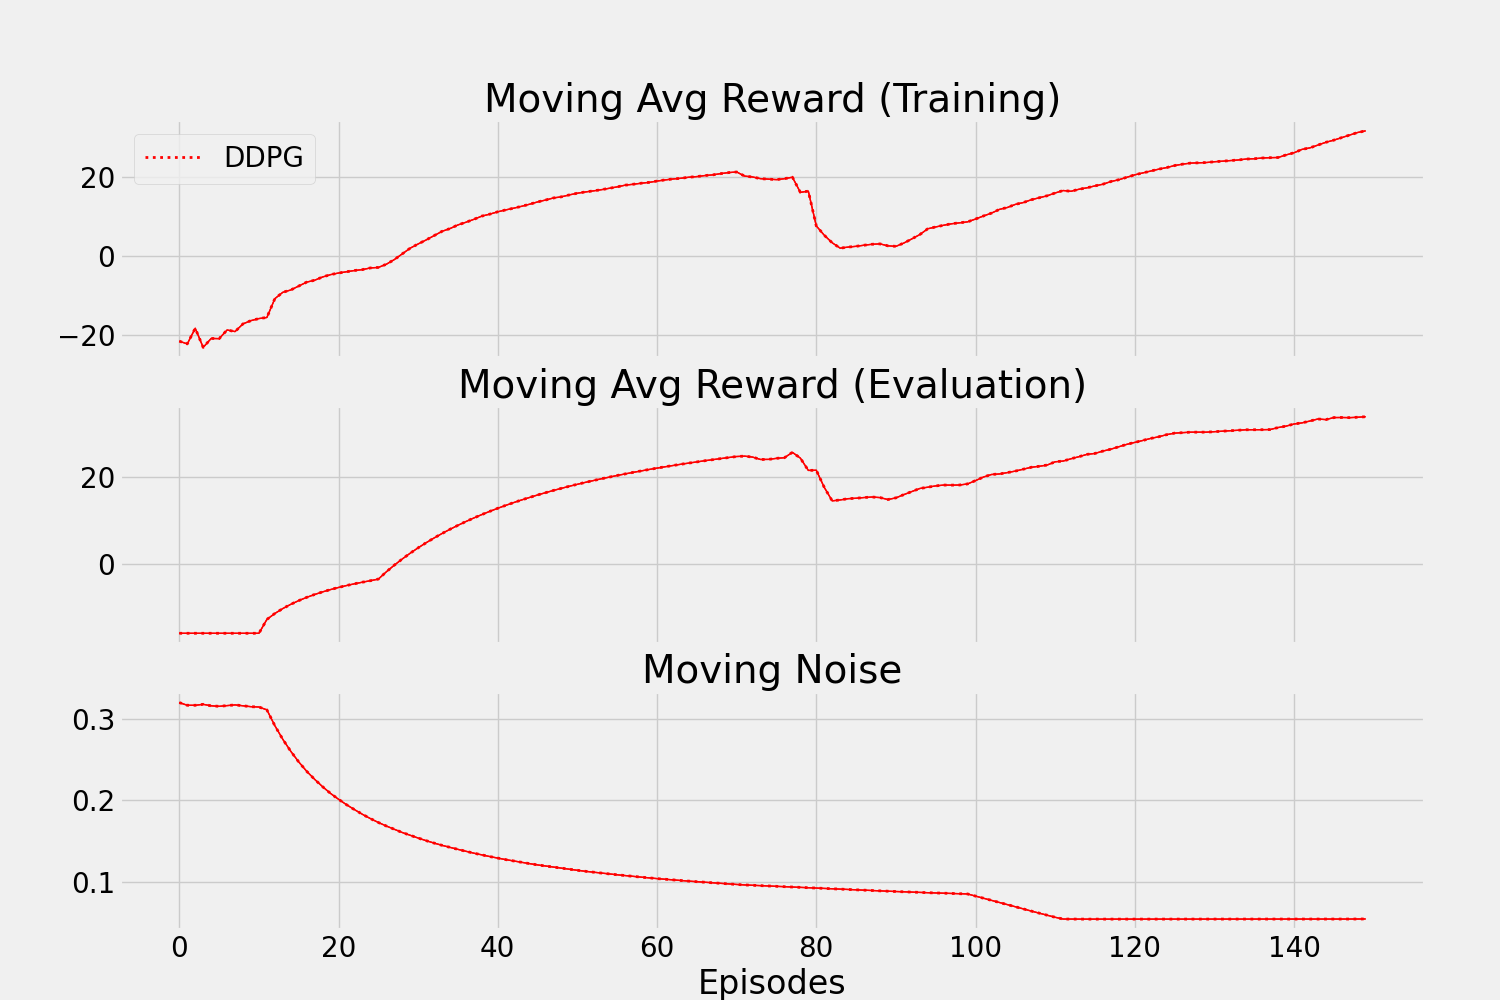 Moving Avg Reward (Training)
DDPG
20
0
−20
Moving Avg Reward (Evaluation)
20
0
Moving Noise
0.3
0.2
0.1
0 20 40 60 80 100 120 140
Episodes